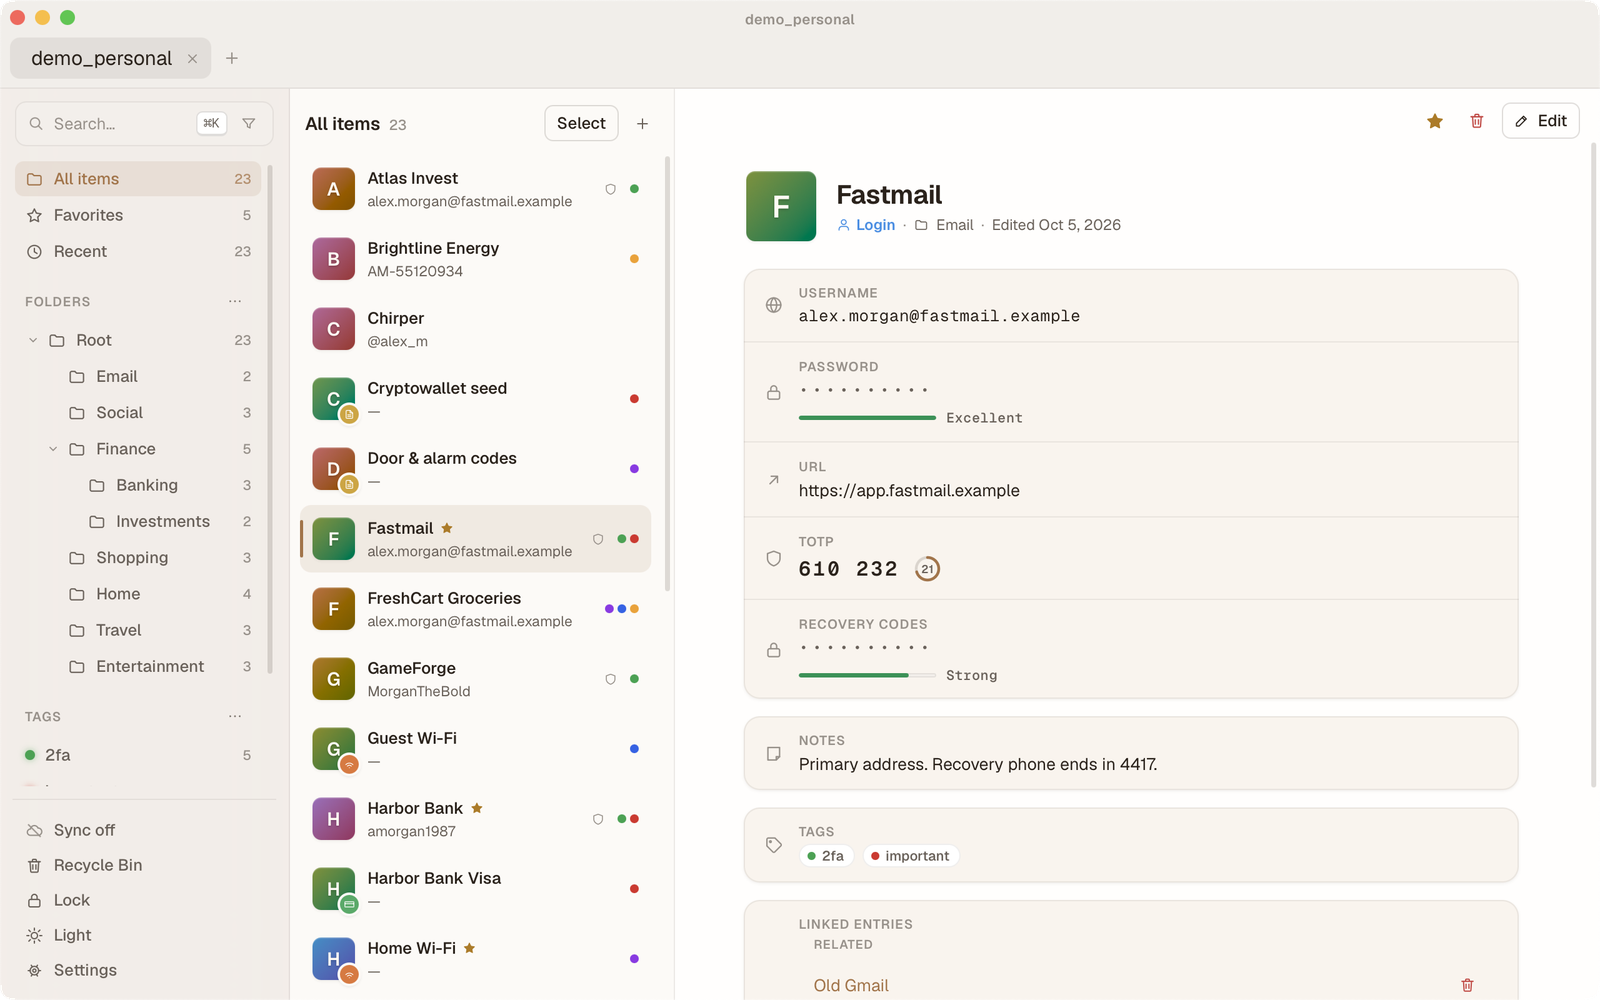 demo_personal
demo_personal
Search...
⌘K
All items 23
Favorites 5
Recent 23
FOLDERS
Root 23
Email 2
Social 3
Finance 5
Banking 3
Investments 2
Shopping 3
Home 4
Travel 3
Entertainment 3
TAGS
2fa 5
Sync off
Recycle Bin
Lock
Light
Settings
All items 23
Select
A
Atlas Invest
alex.morgan@fastmail.example
B
Brightline Energy
AM-55120934
C
Chirper
@alex_m
C
Cryptowallet seed
—
D
Door & alarm codes
—
F
Fastmail
alex.morgan@fastmail.example
F
FreshCart Groceries
alex.morgan@fastmail.example
G
GameForge
MorganTheBold
G
Guest Wi-Fi
—
H
Harbor Bank
amorgan1987
H
Harbor Bank Visa
—
H
Home Wi-Fi
—
Edit
F
Fastmail
Login · Email · Edited Oct 5, 2026
USERNAME
alex.morgan@fastmail.example
PASSWORD
••••••••••
Excellent
URL
https://app.fastmail.example
TOTP
610 232 21
RECOVERY CODES
••••••••••
Strong
NOTES
Primary address. Recovery phone ends in 4417.
TAGS
2fa important
LINKED ENTRIES
RELATED
Old Gmail